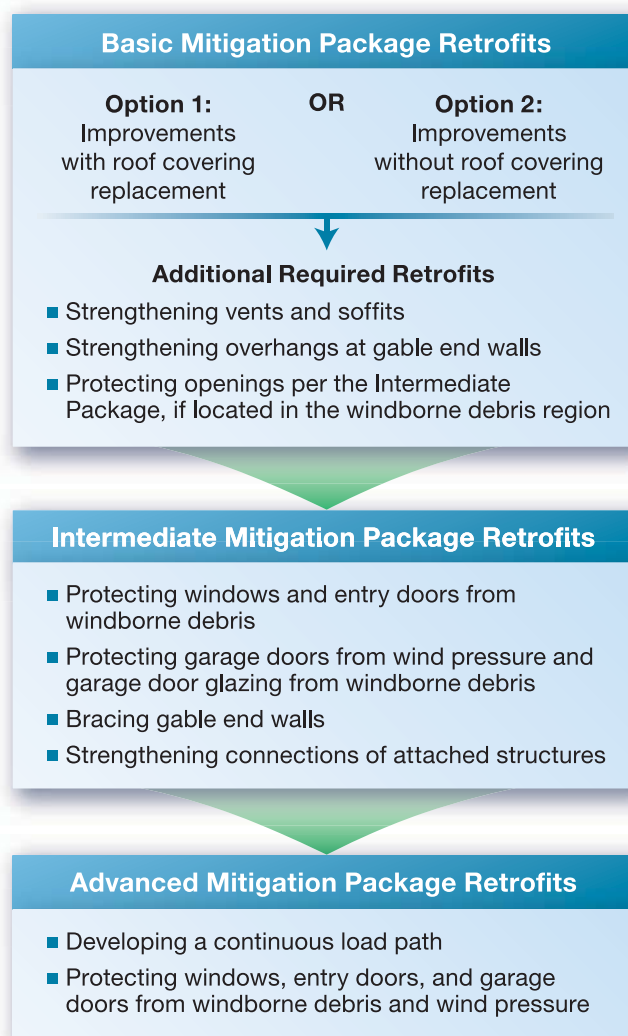 Basic Mitigation Package Retrofits
Option 1:
Improvements
with roof covering
replacement
OR
Option 2:
Improvements
without roof covering
replacement
Additional Required Retrofits
■ Strengthening vents and soffits
■ Strengthening overhangs at gable end walls
■ Protecting openings per the Intermediate
Package, if located in the windborne debris region
Intermediate Mitigation Package Retrofits
■ Protecting windows and entry doors from
windborne debris
■ Protecting garage doors from wind pressure and
garage door glazing from windborne debris
■ Bracing gable end walls
■ Strengthening connections of attached structures
Advanced Mitigation Package Retrofits
■ Developing a continuous load path
■ Protecting windows, entry doors, and garage
doors from windborne debris and wind pressure